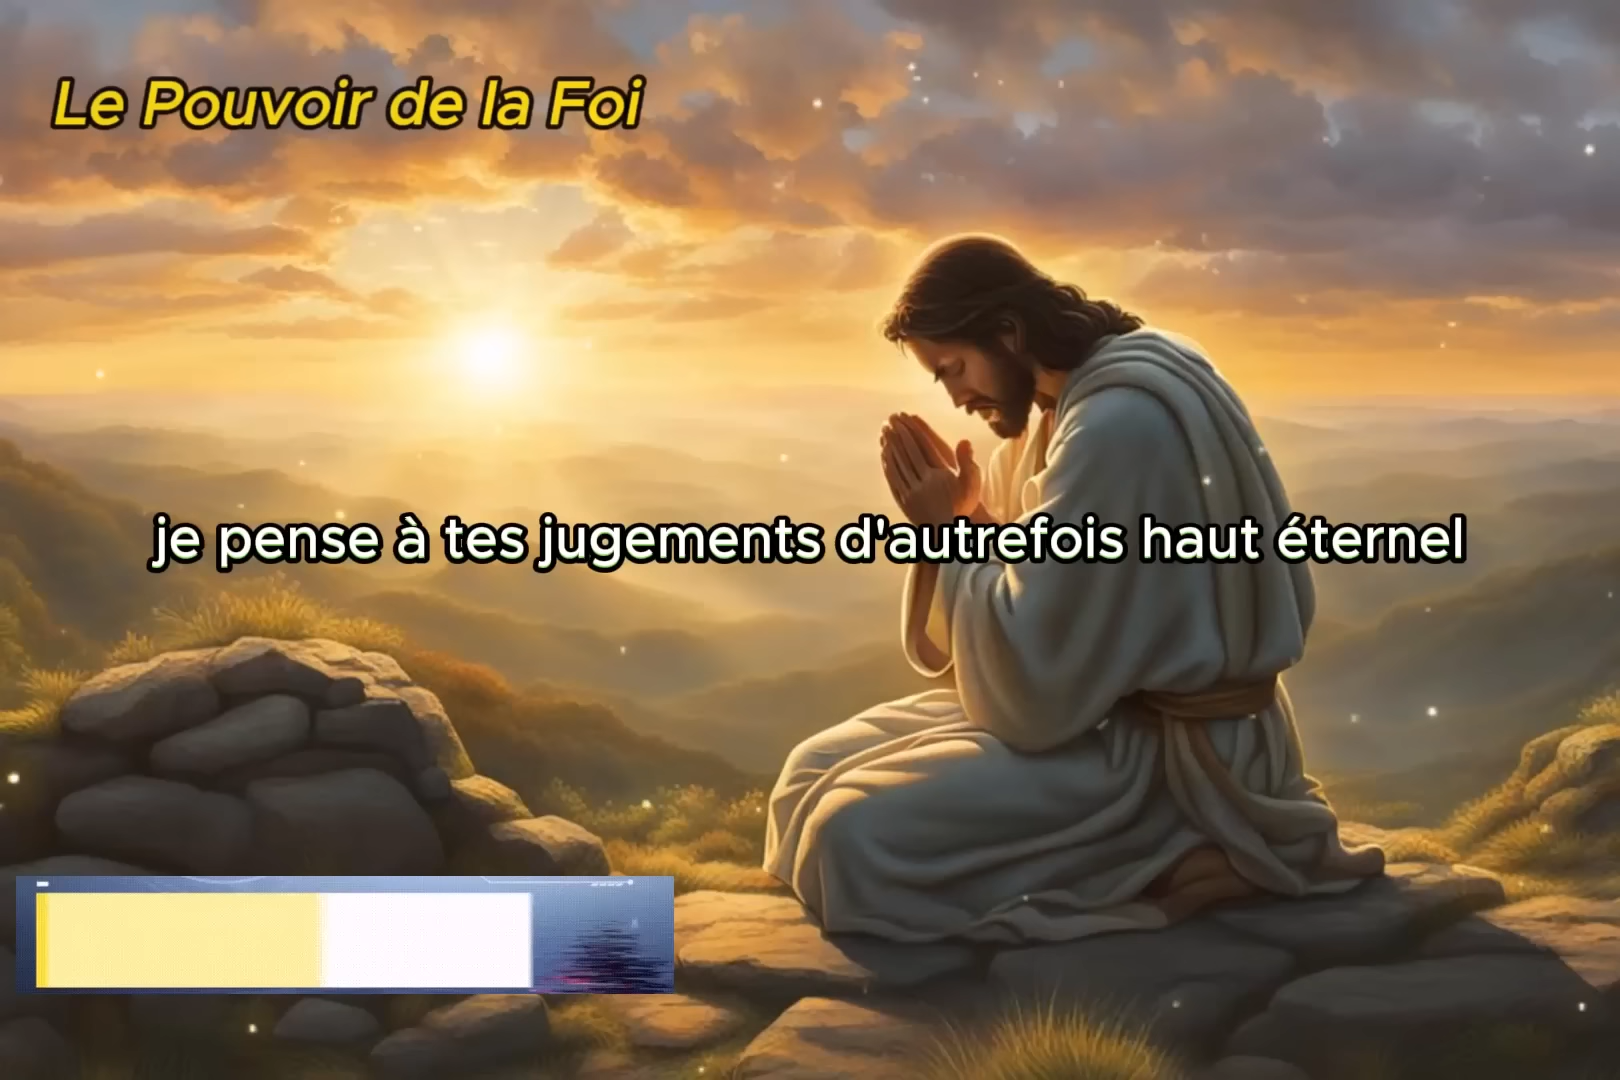 Le Pouvoir de la Foi
je pense à tes jugements d'autrefois haut éternel